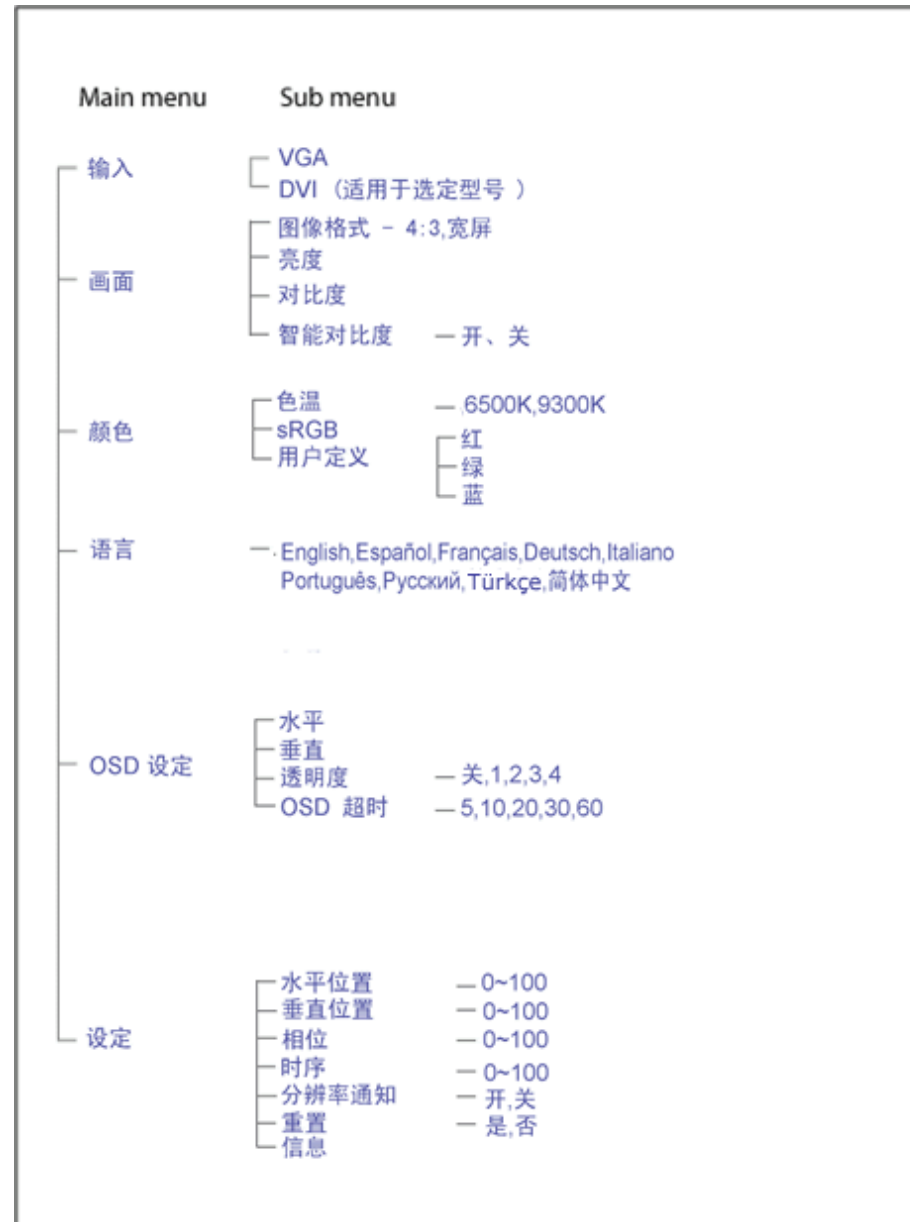 Main menu Sub menu
输入
VGA
DVI (适用于选定型号 )
画面
图像格式 - 4:3,宽屏
亮度
对比度
智能对比度 — 开、关
颜色
色温 — 6500K,9300K
sRGB
用户定义
红
绿
蓝
语言 — English,Español,Français,Deutsch,Italiano
Português,Русский,Türkçe,简体中文
OSD 设定
水平
垂直
透明度 — 关,1,2,3,4
OSD 超时 — 5,10,20,30,60
设定
水平位置 — 0~100
垂直位置 — 0~100
相位 — 0~100
时序 — 0~100
分辨率通知 — 开,关
重置 — 是,否
信息